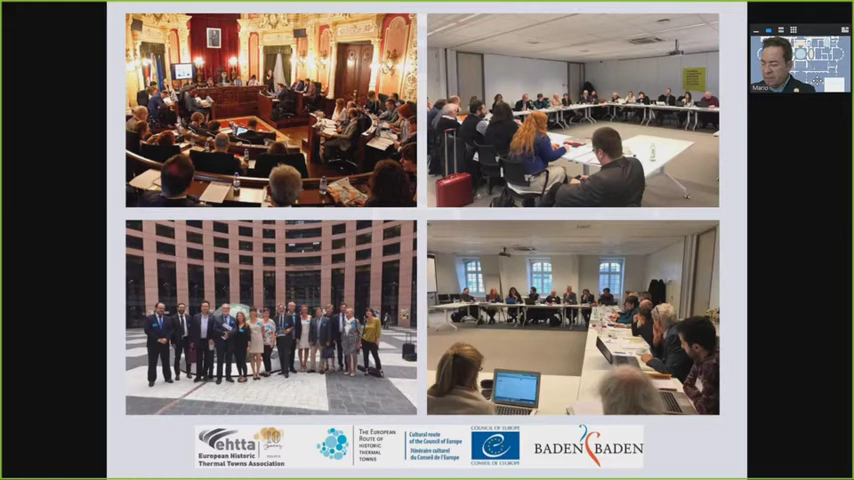 Mario
ehtta
10
European Historic
Thermal Towns Association
THE EUROPEAN
ROUTE OF
HISTORIC
THERMAL
TOWNS
Cultural route
of the Council of Europe
Itinéraire culturel
du Conseil de l'Europe
COUNCIL OF EUROPE
CONSEIL DE L'EUROPE
BADEN BADEN